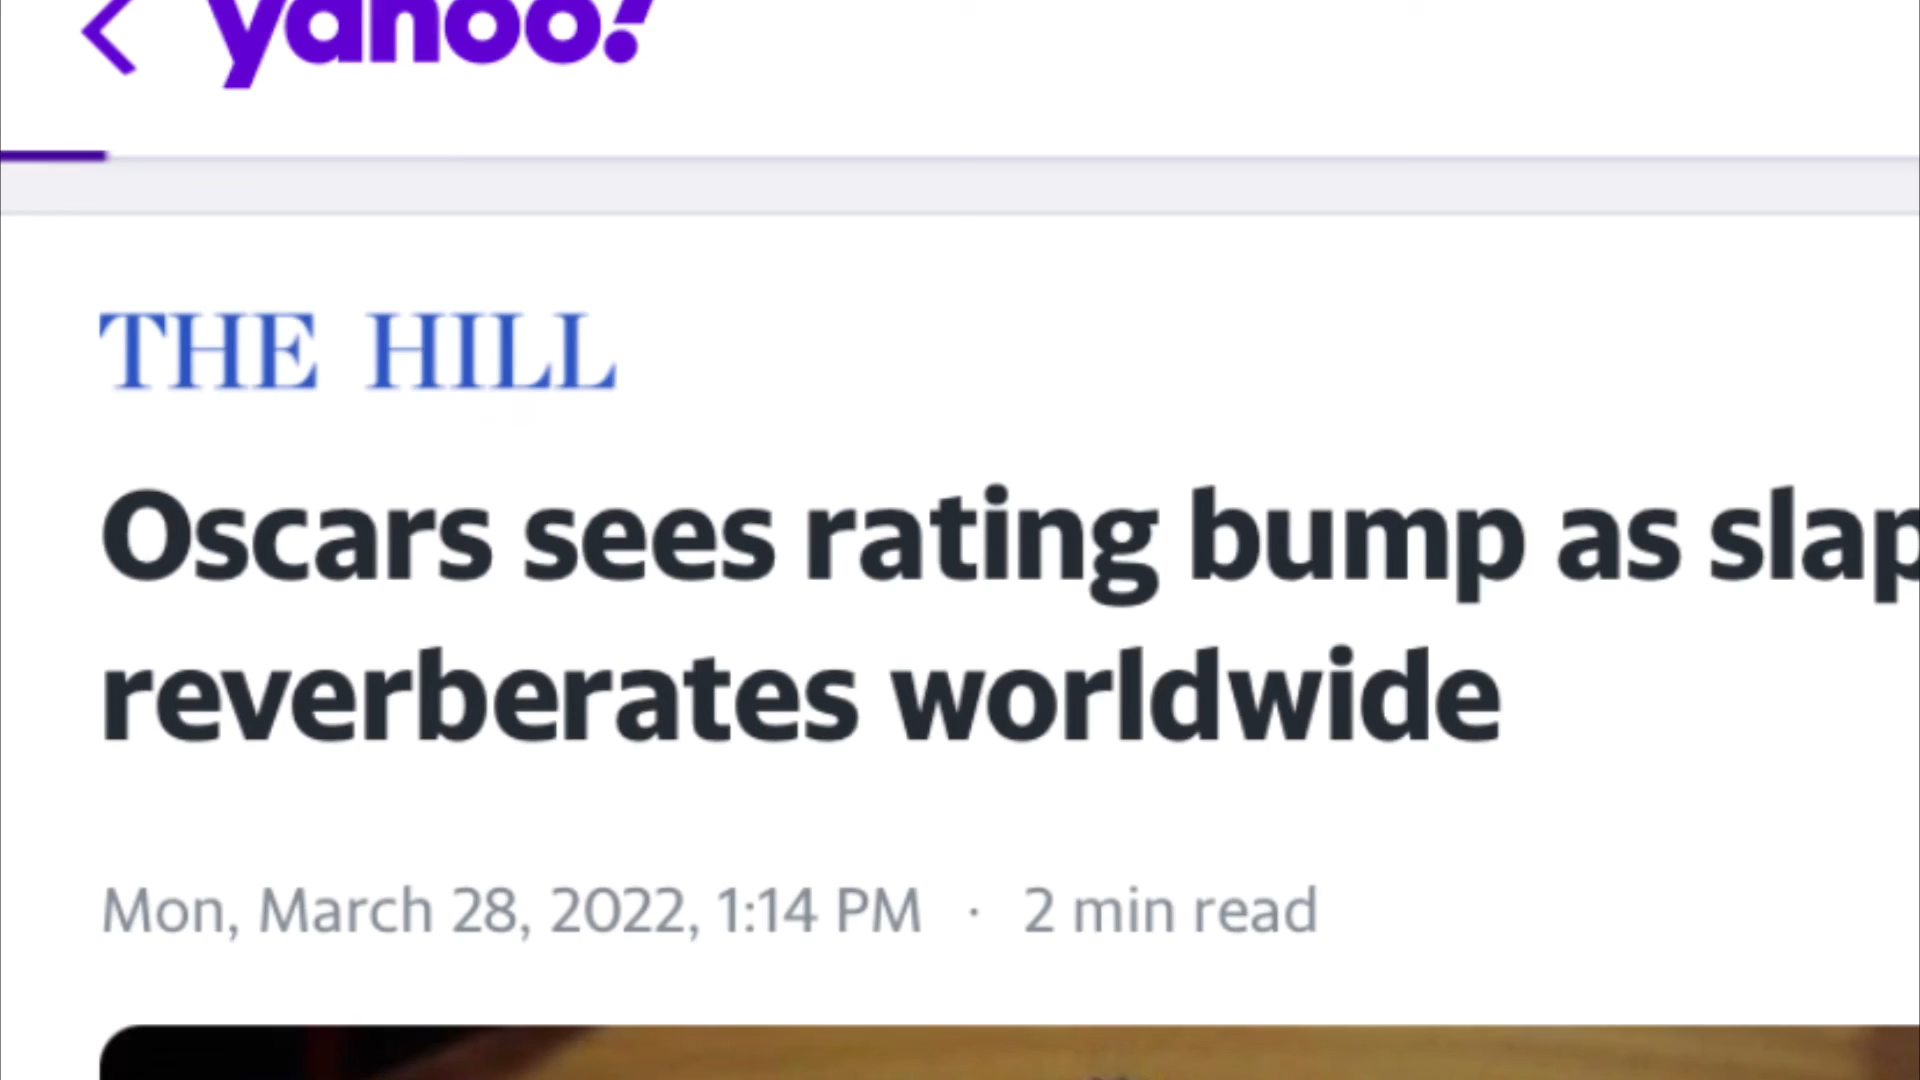 yahoo!
THE HILL
Oscars sees rating bump as slap
reverberates worldwide
Mon, March 28, 2022, 1:14 PM · 2 min read